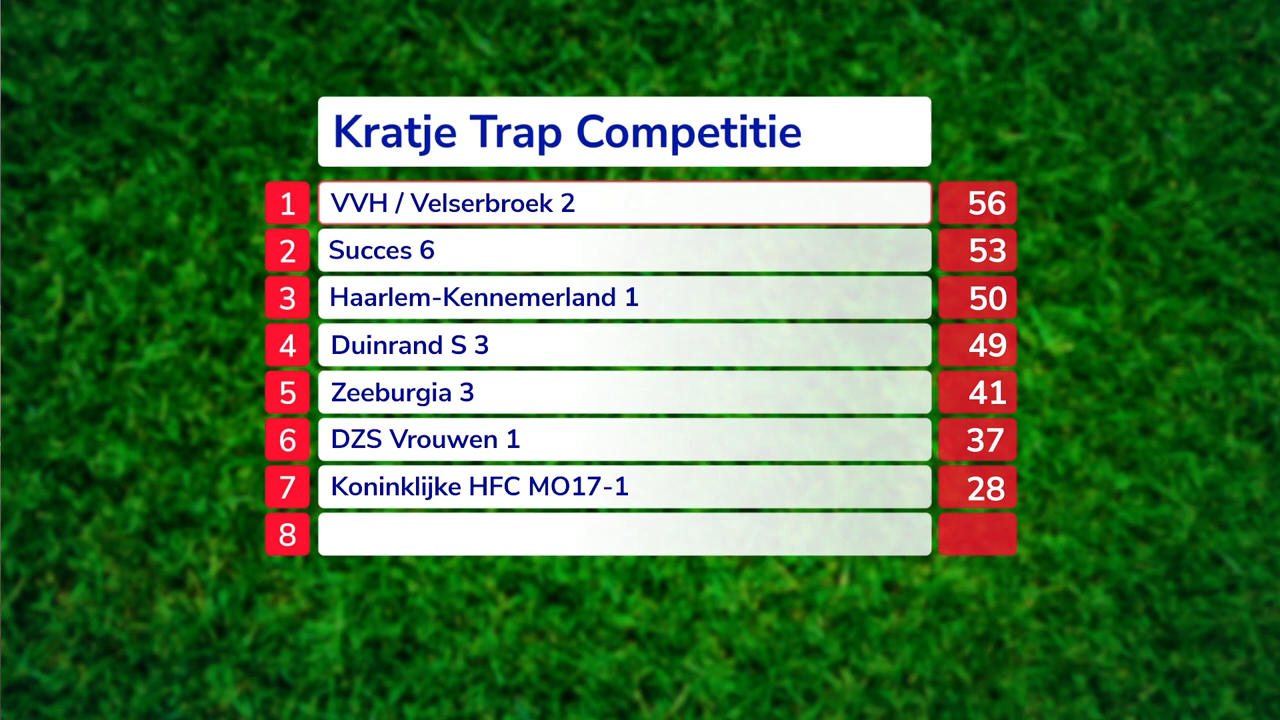 Kratje Trap Competitie
1 VVH / Velserbroek 2 56
2 Succes 6 53
3 Haarlem-Kennemerland 1 50
4 Duinrand S 3 49
5 Zeeburgia 3 41
6 DZS Vrouwen 1 37
7 Koninklijke HFC MO17-1 28
8